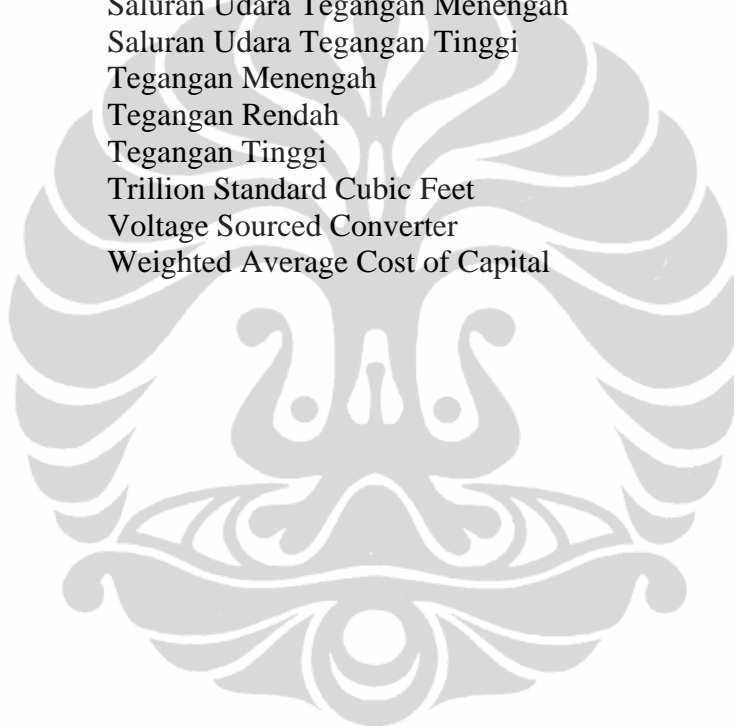 Saluran Udara Tegangan Menengah
Saluran Udara Tegangan Tinggi
Tegangan Menengah
Tegangan Rendah
Tegangan Tinggi
Trillion Standard Cubic Feet
Voltage Sourced Converter
Weighted Average Cost of Capital